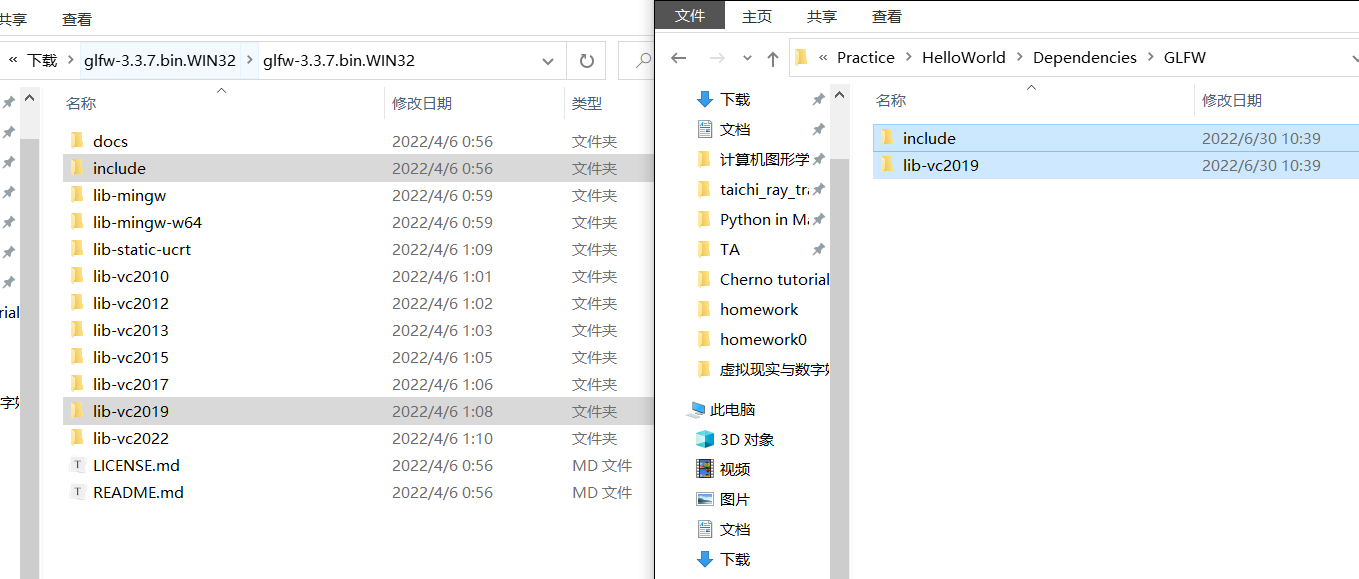 共享 查看
« 下载 > glfw-3.3.7.bin.WIN32 > glfw-3.3.7.bin.WIN32
名称 修改日期 类型
docs 2022/4/6 0:56 文件夹
include 2022/4/6 0:56 文件夹
lib-mingw 2022/4/6 0:59 文件夹
lib-mingw-w64 2022/4/6 0:59 文件夹
lib-static-ucrt 2022/4/6 1:09 文件夹
lib-vc2010 2022/4/6 1:01 文件夹
lib-vc2012 2022/4/6 1:02 文件夹
lib-vc2013 2022/4/6 1:03 文件夹
lib-vc2015 2022/4/6 1:05 文件夹
lib-vc2017 2022/4/6 1:06 文件夹
lib-vc2019 2022/4/6 1:08 文件夹
lib-vc2022 2022/4/6 1:10 文件夹
LICENSE.md 2022/4/6 0:56 MD 文件
README.md 2022/4/6 0:56 MD 文件
rial
字
文件 主页 共享 查看
« Practice > HelloWorld > Dependencies > GLFW
名称 修改日期
include 2022/6/30 10:39
lib-vc2019 2022/6/30 10:39
下载
文档
计算机图形学
taichi_ray_tra
Python in Ma
TA
Cherno tutorial
homework
homework0
虚拟现实与数字
此电脑
3D 对象
视频
图片
文档
下载